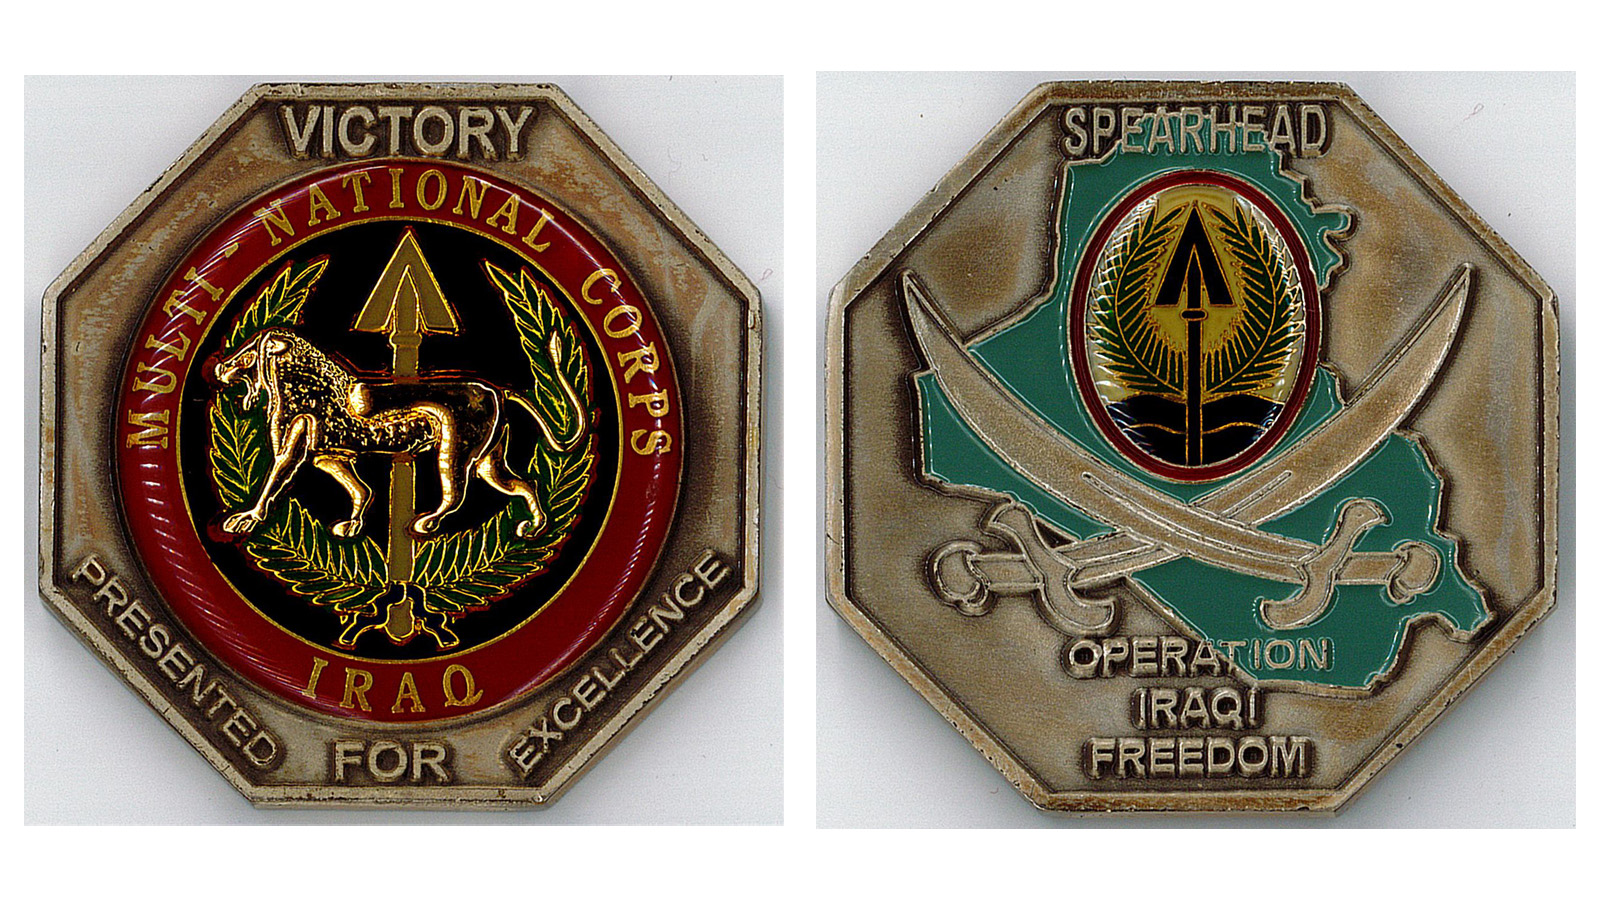 VICTORY
MULTI-NATIONAL CORPS
IRAQ
PRESENTED
FOR
EXCELLENCE
SPEARHEAD
OPERATION
IRAQI
FREEDOM